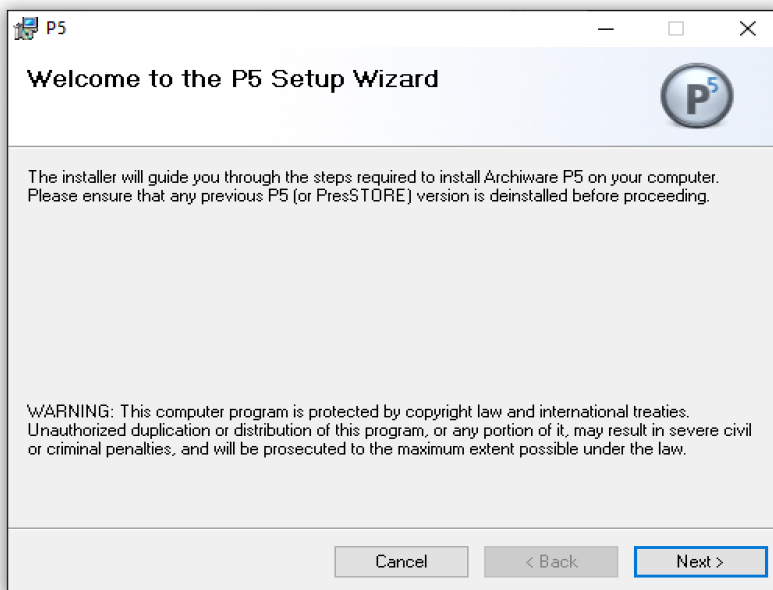 P5
Welcome to the P5 Setup Wizard
P5
The installer will guide you through the steps required to install Archiware P5 on your computer.
Please ensure that any previous P5 (or PresSTORE) version is deinstalled before proceeding.
WARNING: This computer program is protected by copyright law and international treaties.
Unauthorized duplication or distribution of this program, or any portion of it, may result in severe civil
or criminal penalties, and will be prosecuted to the maximum extent possible under the law.
Cancel
< Back
Next >